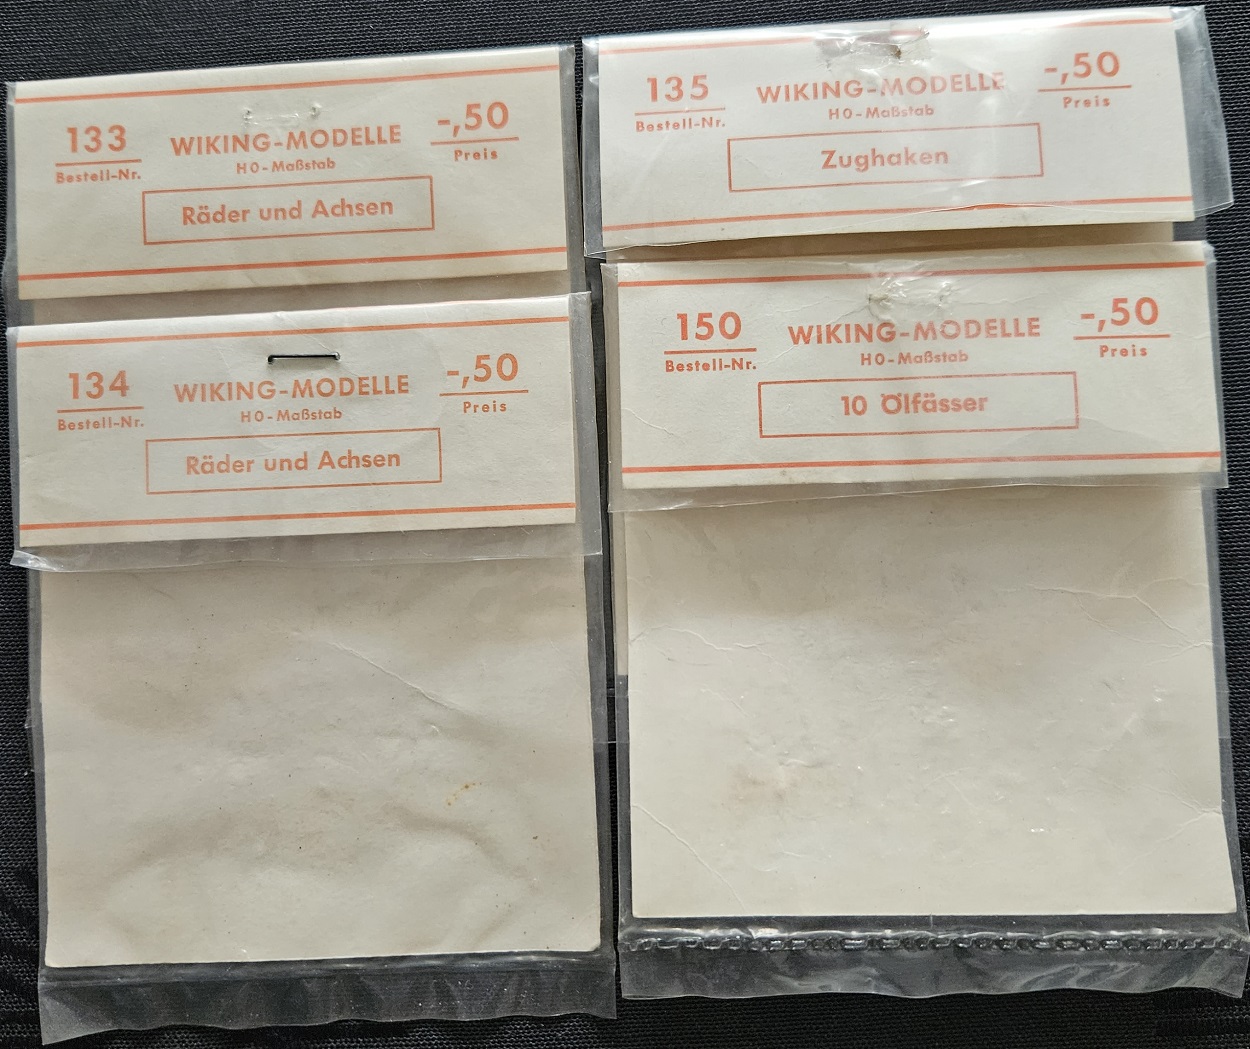 133
Bestell-Nr.
WIKING-MODELLE
H0-Maßstab
-,50
Preis
Räder und Achsen
134
Bestell-Nr.
WIKING-MODELLE
H0-Maßstab
-,50
Preis
Räder und Achsen
135
Bestell-Nr.
WIKING-MODELLE
H0-Maßstab
-,50
Preis
Zughaken
150
Bestell-Nr.
WIKING-MODELLE
H0-Maßstab
-,50
Preis
10 Ölfässer